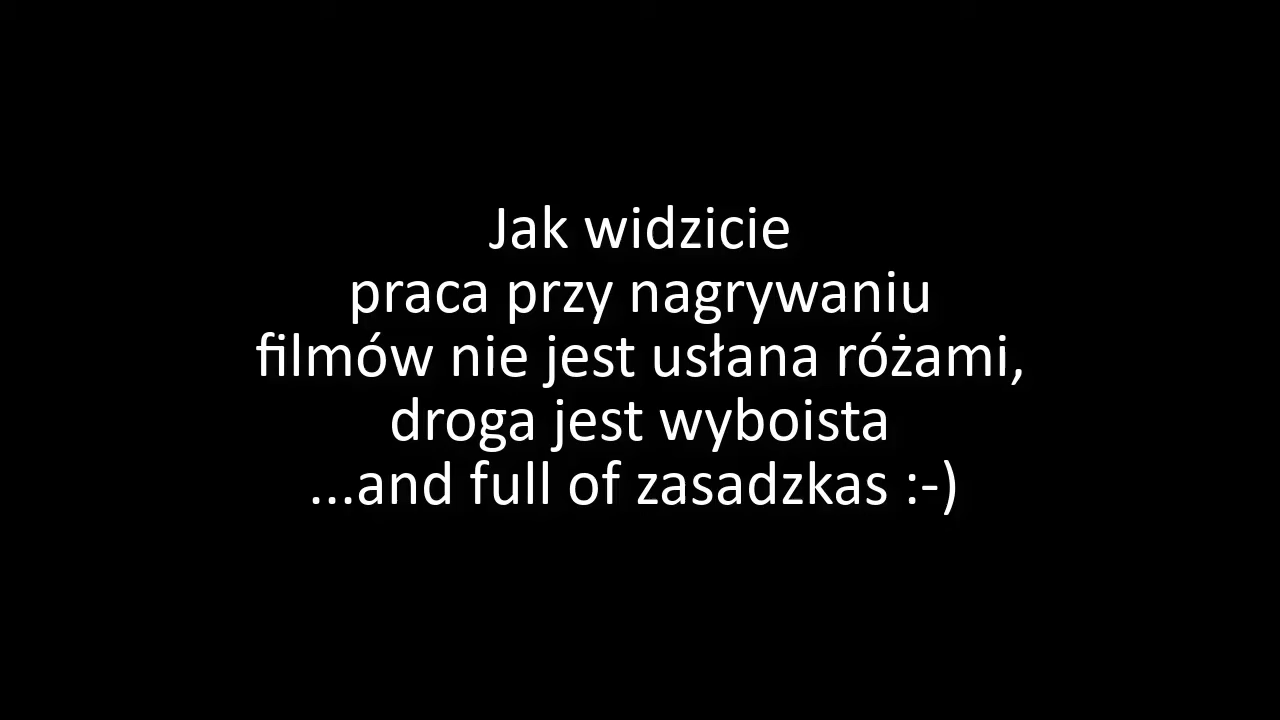 Jak widzicie
praca przy nagrywaniu
filmów nie jest usłana różami,
droga jest wyboista
...and full of zasadzkas :-)